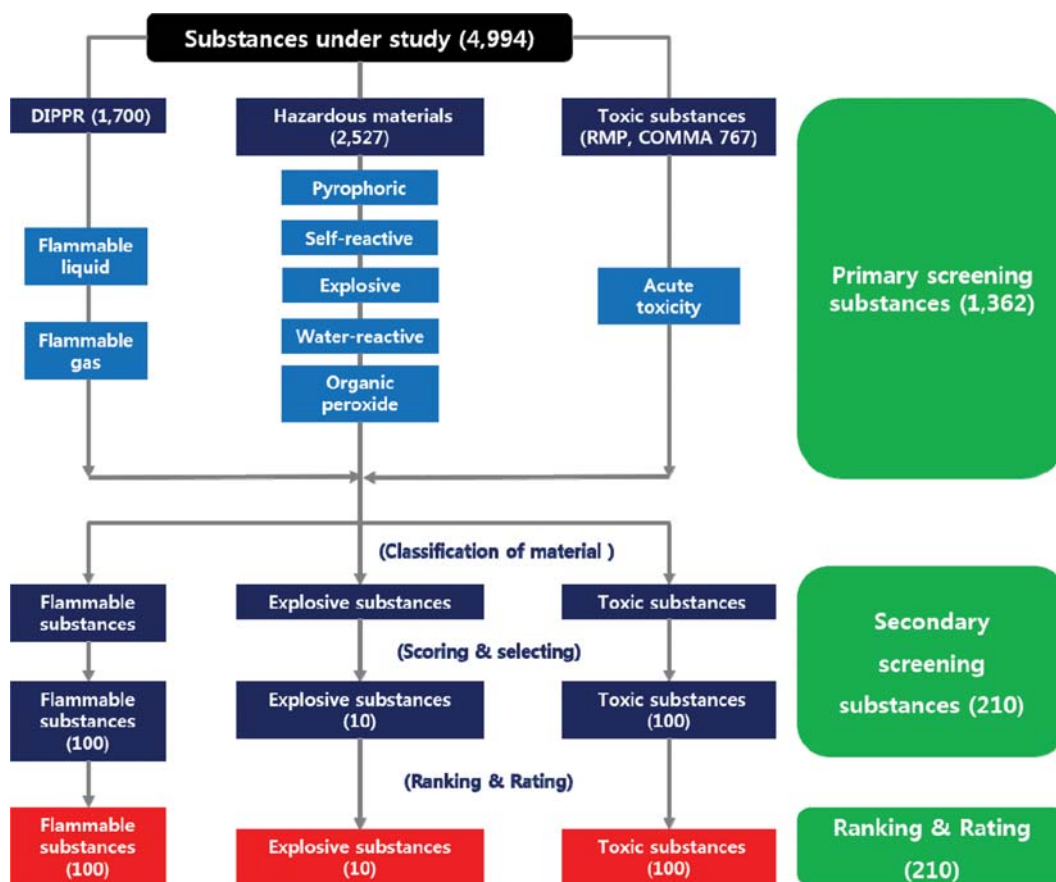 Substances under study (4,994)
DIPPR (1,700)
Hazardous materials
(2,527)
Toxic substances
(RMP, COMMA 767)
Pyrophoric
Self-reactive
Explosive
Water-reactive
Organic
peroxide
Flammable
liquid
Flammable
gas
Acute
toxicity
Primary screening
substances (1,362)
(Classification of material )
Flammable
substances
Explosive substances
Toxic substances
(Scoring & selecting)
Flammable
substances
(100)
Explosive substances
(10)
Toxic substances
(100)
Secondary
screening
substances (210)
(Ranking & Rating)
Flammable
substances
(100)
Explosive substances
(10)
Toxic substances
(100)
Ranking & Rating
(210)